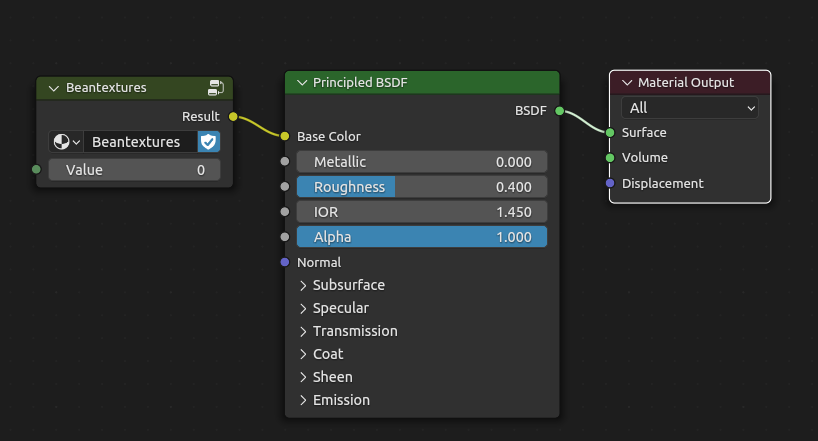 Beantextures
Result
Beantextures
Value 0
Principled BSDF
BSDF
Base Color
Metallic 0.000
Roughness 0.400
IOR 1.450
Alpha 1.000
Normal
Subsurface
Specular
Transmission
Coat
Sheen
Emission
Material Output
All
Surface
Volume
Displacement